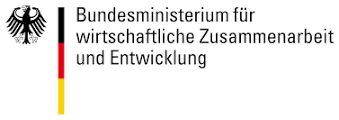 Bundesministerium für
wirtschaftliche Zusammenarbeit
und Entwicklung